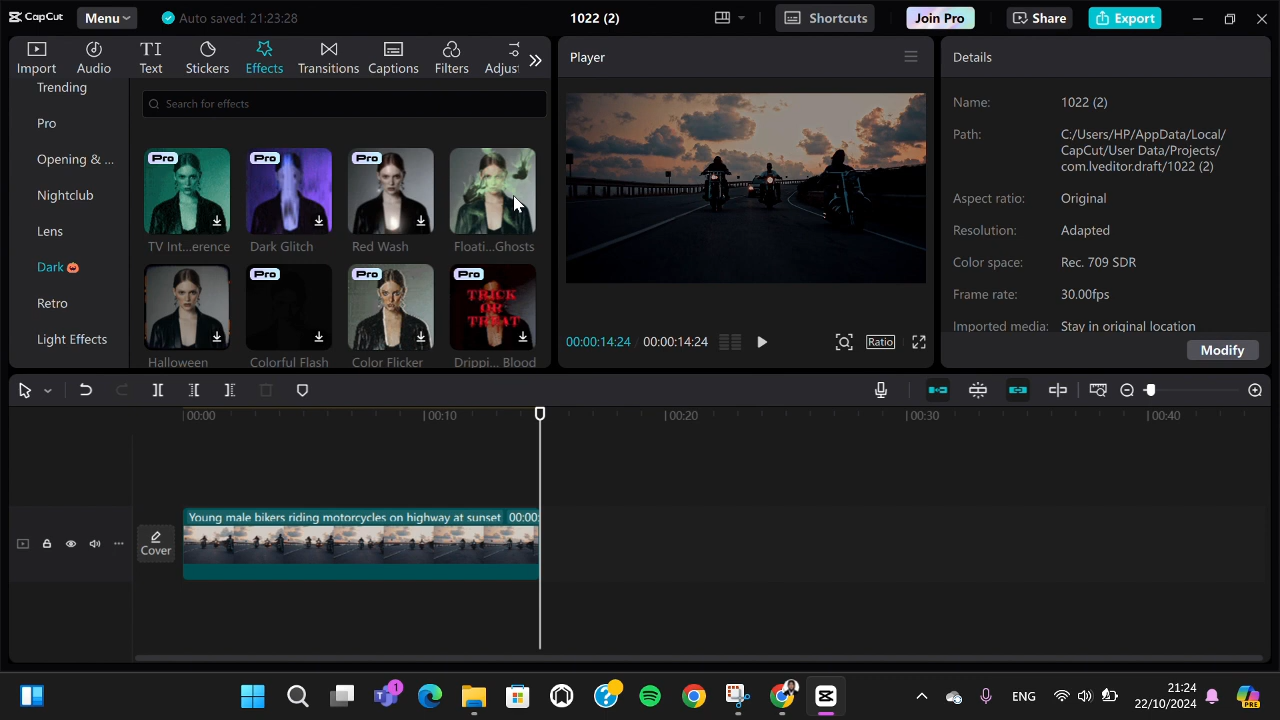 CapCut
Menu
Auto saved: 21:23:28
1022 (2)
Shortcuts
Join Pro
Share
Export
Import
Audio
TI
Text
Stickers
Effects
Transitions
Captions
Filters
Adjust
Player
Details
Trending
Pro
Opening & ...
Nightclub
Lens
Dark
Retro
Light Effects
Search for effects
Pro
Pro
Pro
TV Int...erence
Dark Glitch
Red Wash
Floati...Ghosts
Pro
Pro
Pro
TRICK
OR
TREAT
Halloween
Colorful Flash
Color Flicker
Drippi... Blood
00:00:14:24
00:00:14:24
Ratio
Name:
1022 (2)
Path:
C:/Users/HP/AppData/Local/
CapCut/User Data/Projects/
com.lveditor.draft/1022 (2)
Aspect ratio:
Original
Resolution:
Adapted
Color space:
Rec. 709 SDR
Frame rate:
30.00fps
Imported media:
Stay in original location
Modify
00:00
00:10
00:20
00:30
00:40
Cover
Young male bikers riding motorcycles on highway at sunset 00:00:
1
ENG
21:24
22/10/2024
PRE